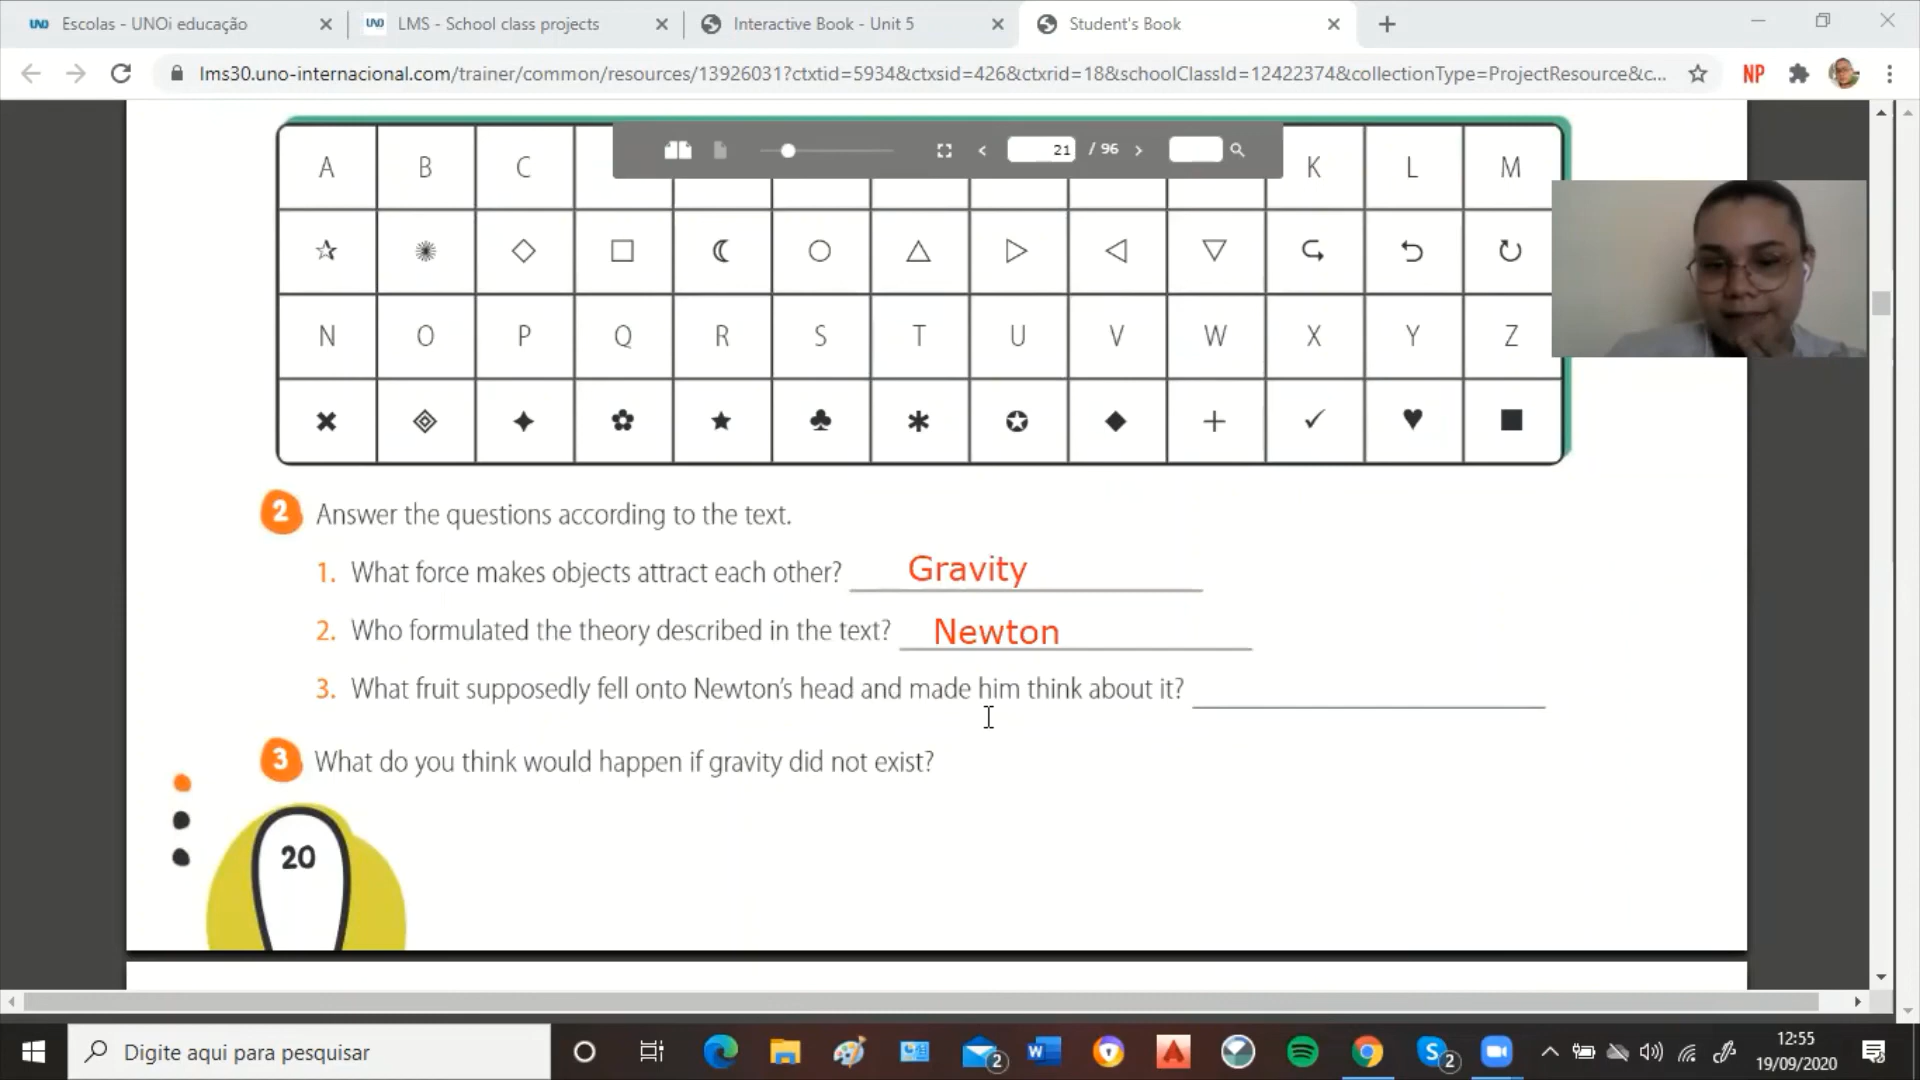 Escolas - UNOi educação
LMS - School class projects
Interactive Book - Unit 5
Student's Book
lms30.uno-internacional.com/trainer/common/resources/13926031?ctxtid=5934&ctxsid=426&ctxrid=18&schoolClassId=12422374&collectionType=ProjectResource&c...
NP
21 / 96
A B C K L M
N O P Q R S T U V W X Y Z
2 Answer the questions according to the text.
1. What force makes objects attract each other? Gravity
2. Who formulated the theory described in the text? Newton
3. What fruit supposedly fell onto Newton's head and made him think about it?
3 What do you think would happen if gravity did not exist?
20
Digite aqui para pesquisar
2
2
12:55
19/09/2020